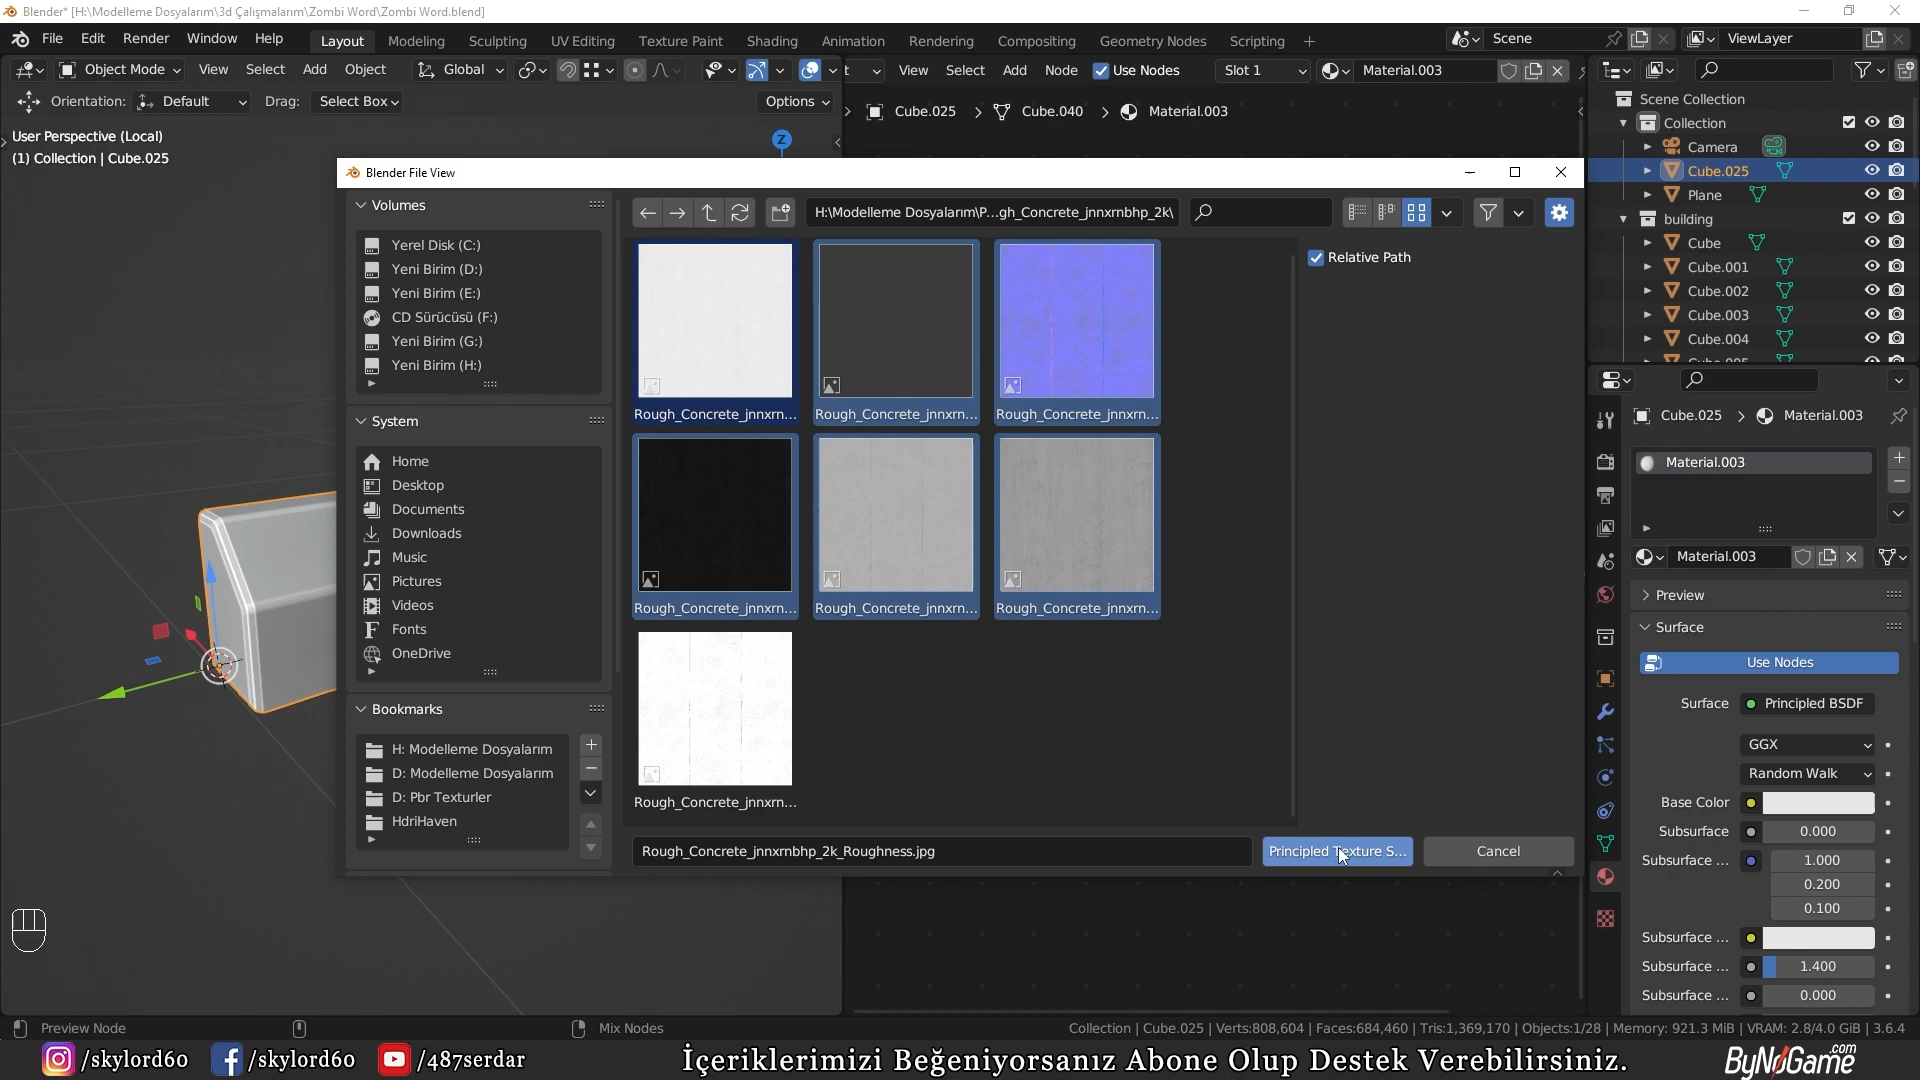 Blender* [H:\Modelleme Dosyalarım\3d Çalışmalarım\Zombi Word\Zombi Word.blend]
File Edit Render Window Help Layout Modeling Sculpting UV Editing Texture Paint Shading Animation Rendering Compositing Geometry Nodes Scripting + Scene ViewLayer
Object Mode View Select Add Object Global View Select Add Node Use Nodes Slot 1 Material.003
Orientation: Default Drag: Select Box Options
Cube.025 > Cube.040 > Material.003
User Perspective (Local)
(1) Collection | Cube.025
Z
Blender File View
Volumes
Yerel Disk (C:)
Yeni Birim (D:)
Yeni Birim (E:)
CD Sürücüsü (F:)
Yeni Birim (G:)
Yeni Birim (H:)
System
Home
Desktop
Documents
Downloads
Music
Pictures
Videos
Fonts
OneDrive
Bookmarks
H: Modelleme Dosyalarım
D: Modelleme Dosyalarım
D: Pbr Texturler
HdriHaven
H:\Modelleme Dosyalarım\P...gh_Concrete_jnnxrnbhp_2k\
Relative Path
Rough_Concrete_jnnxrn... Rough_Concrete_jnnxrn... Rough_Concrete_jnnxrn...
Rough_Concrete_jnnxrn... Rough_Concrete_jnnxrn... Rough_Concrete_jnnxrn...
Rough_Concrete_jnnxrn...
Rough_Concrete_jnnxrnbhp_2k_Roughness.jpg Principled Texture S... Cancel
Scene Collection
Collection
Camera
Cube.025
Plane
building
Cube
Cube.001
Cube.002
Cube.003
Cube.004
Cube.025 > Material.003
Material.003
Material.003
Preview
Surface
Use Nodes
Surface Principled BSDF
GGX
Random Walk
Base Color
Subsurface 0.000
Subsurface ... 1.000
0.200
0.100
Subsurface ...
Subsurface ... 1.400
Subsurface ... 0.000
Preview Node Mix Nodes Collection | Cube.025 | Verts:808,604 | Faces:684,460 | Tris:1,369,170 | Objects:1/28 | Memory: 921.3 MiB | VRAM: 2.8/4.0 GiB | 3.6.4
/skylord60 /skylord60 /487serdar İçeriklerimizi Beğeniyorsanız Abone Olup Destek Verebilirsiniz. ByNoGame.com